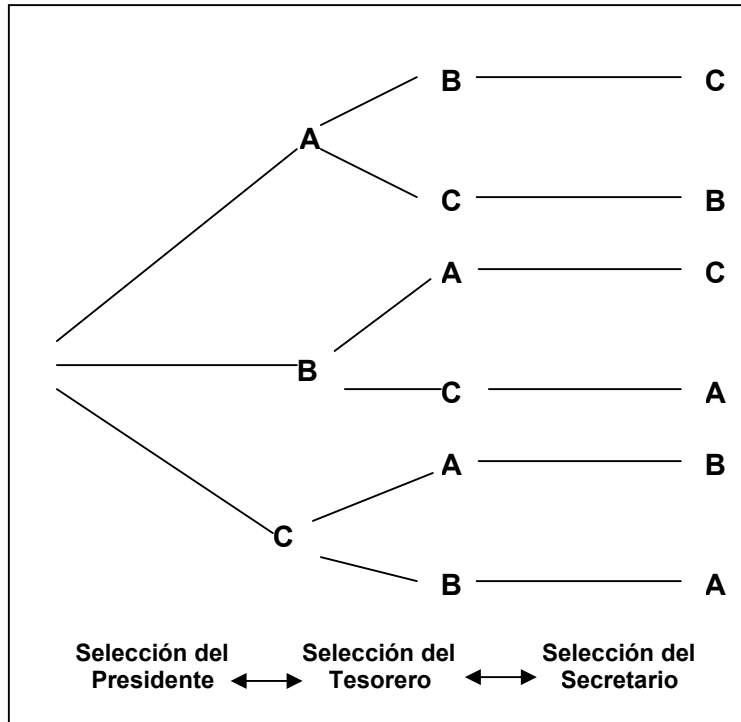 B C
A
C B
A C
B
C A
A B
C
B A
Selección del Selección del Selección del
Presidente Tesorero Secretario